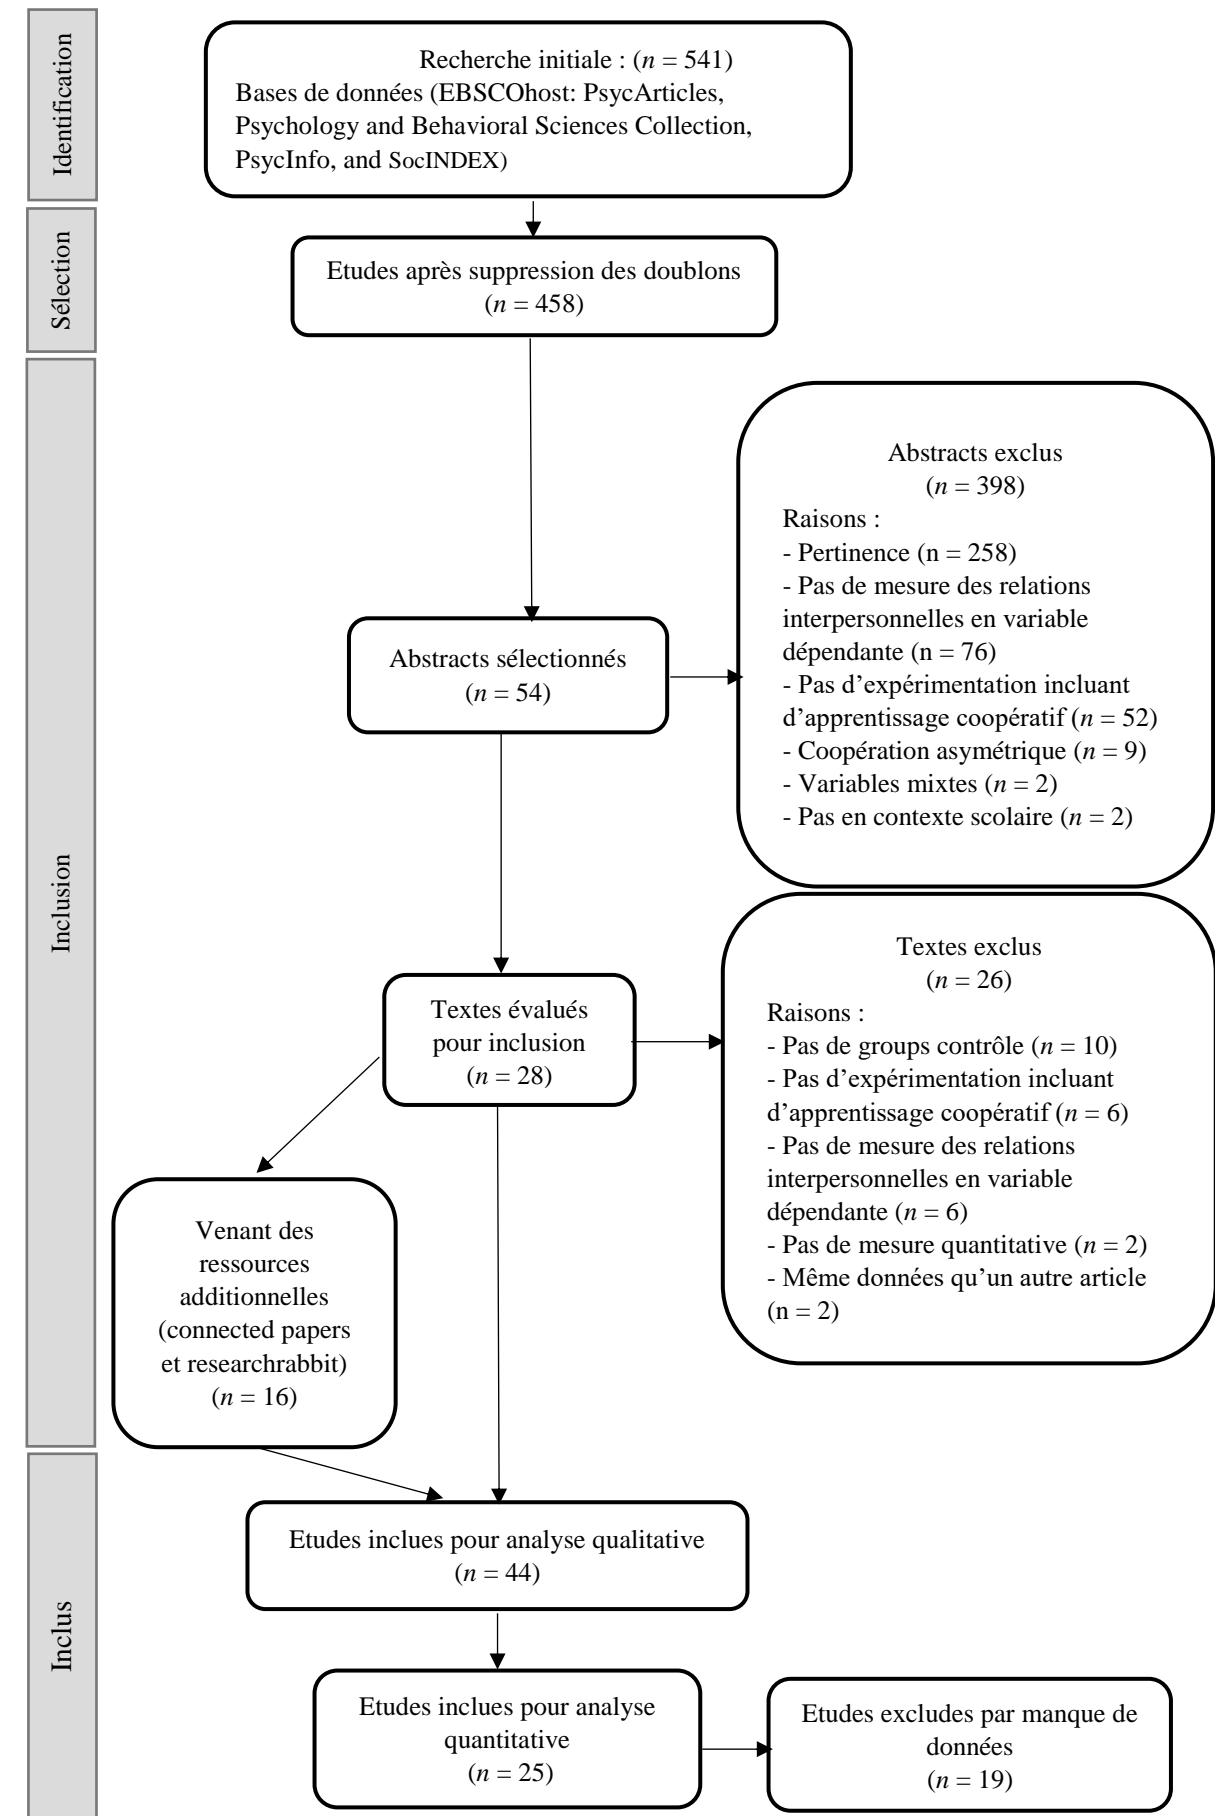 Identification
Recherche initiale : (n = 541)
Bases de données (EBSCOhost: PsycArticles,
Psychology and Behavioral Sciences Collection,
PsycInfo, and SocINDEX)
Sélection
Etudes après suppression des doublons
(n = 458)
Inclusion
Abstracts sélectionnés
(n = 54)
Abstracts exclus
(n = 398)
Raisons :
- Pertinence (n = 258)
- Pas de mesure des relations
interpersonnelles en variable
dépendante (n = 76)
- Pas d’expérimentation incluant
d’apprentissage coopératif (n = 52)
- Coopération asymétrique (n = 9)
- Variables mixtes (n = 2)
- Pas en contexte scolaire (n = 2)
Textes évalués
pour inclusion
(n = 28)
Textes exclus
(n = 26)
Raisons :
- Pas de groups contrôle (n = 10)
- Pas d’expérimentation incluant
d’apprentissage coopératif (n = 6)
- Pas de mesure des relations
interpersonnelles en variable
dépendante (n = 6)
- Pas de mesure quantitative (n = 2)
- Même données qu’un autre article
(n = 2)
Venant des
ressources
additionnelles
(connected papers
et researchrabbit)
(n = 16)
Inclus
Etudes inclues pour analyse qualitative
(n = 44)
Etudes inclues pour analyse
quantitative
(n = 25)
Etudes excludes par manque de
données
(n = 19)